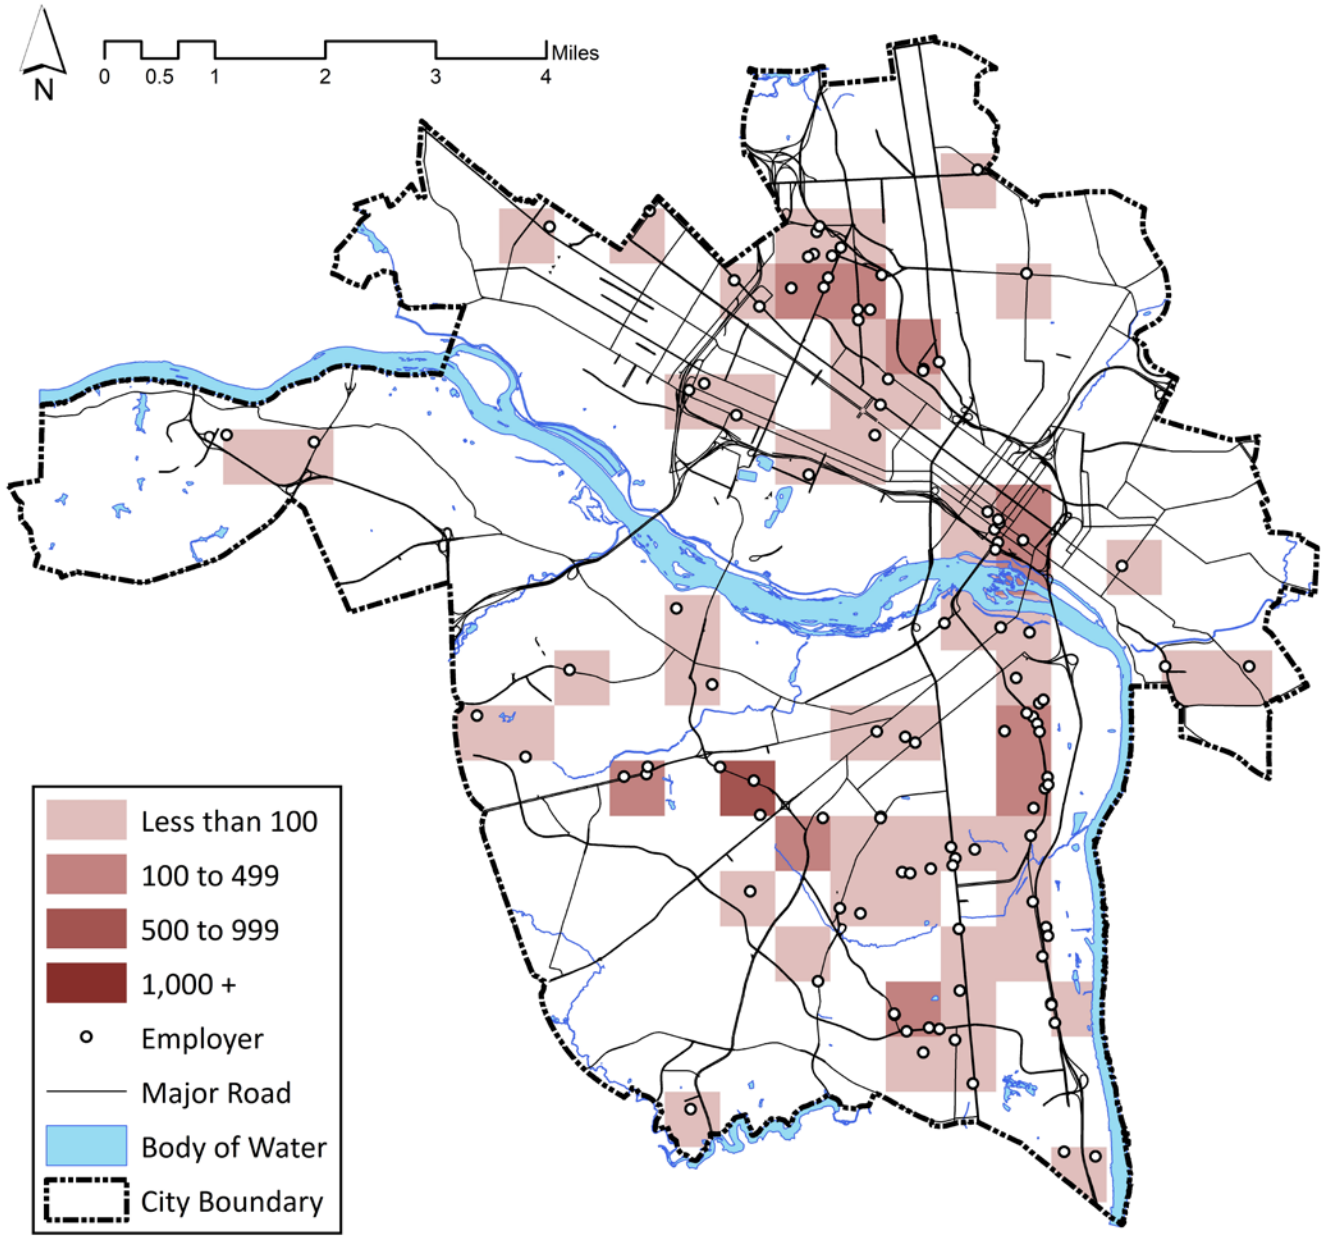 Miles
0 0.5 1 2 3 4
N
Less than 100
100 to 499
500 to 999
1,000 +
Employer
Major Road
Body of Water
City Boundary